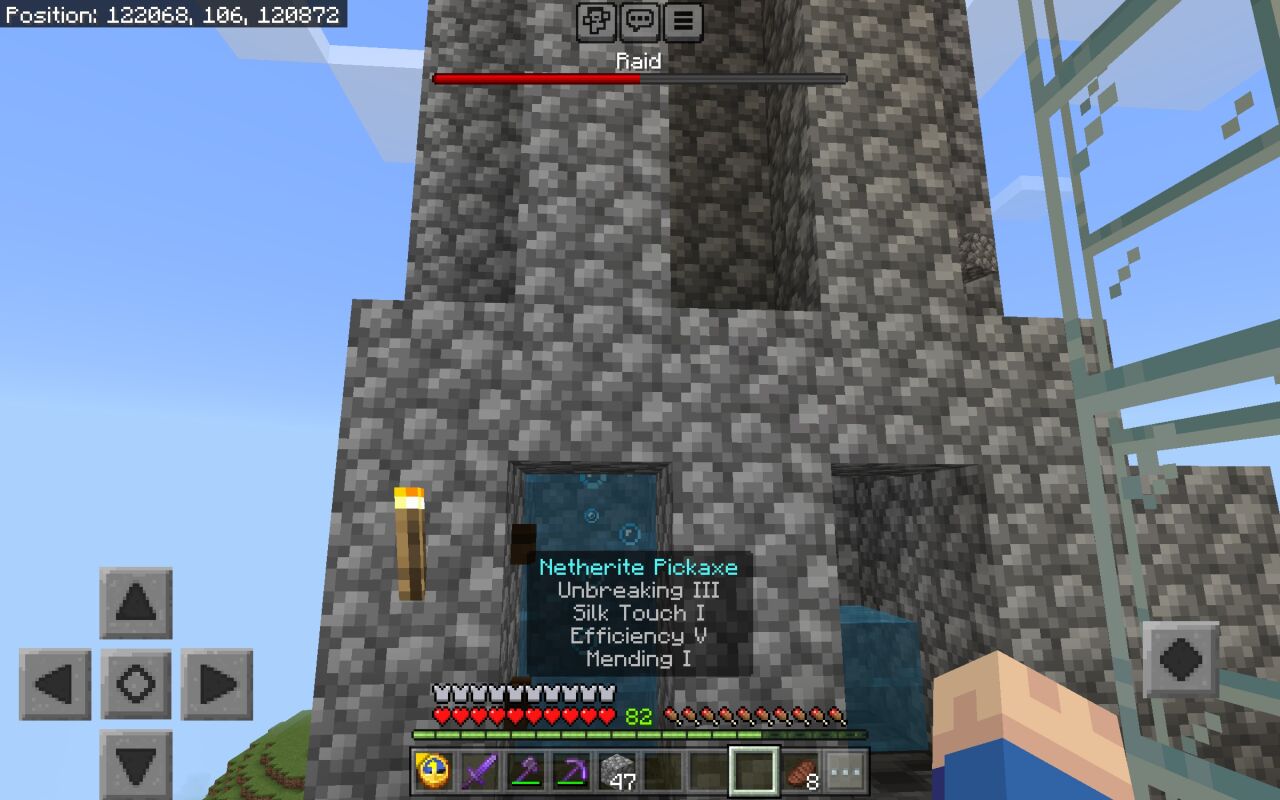 Position: 122068, 106, 120872
Raid
Netherite Pickaxe
Unbreaking III
Silk Touch I
Efficiency V
Mending I
82
47
8